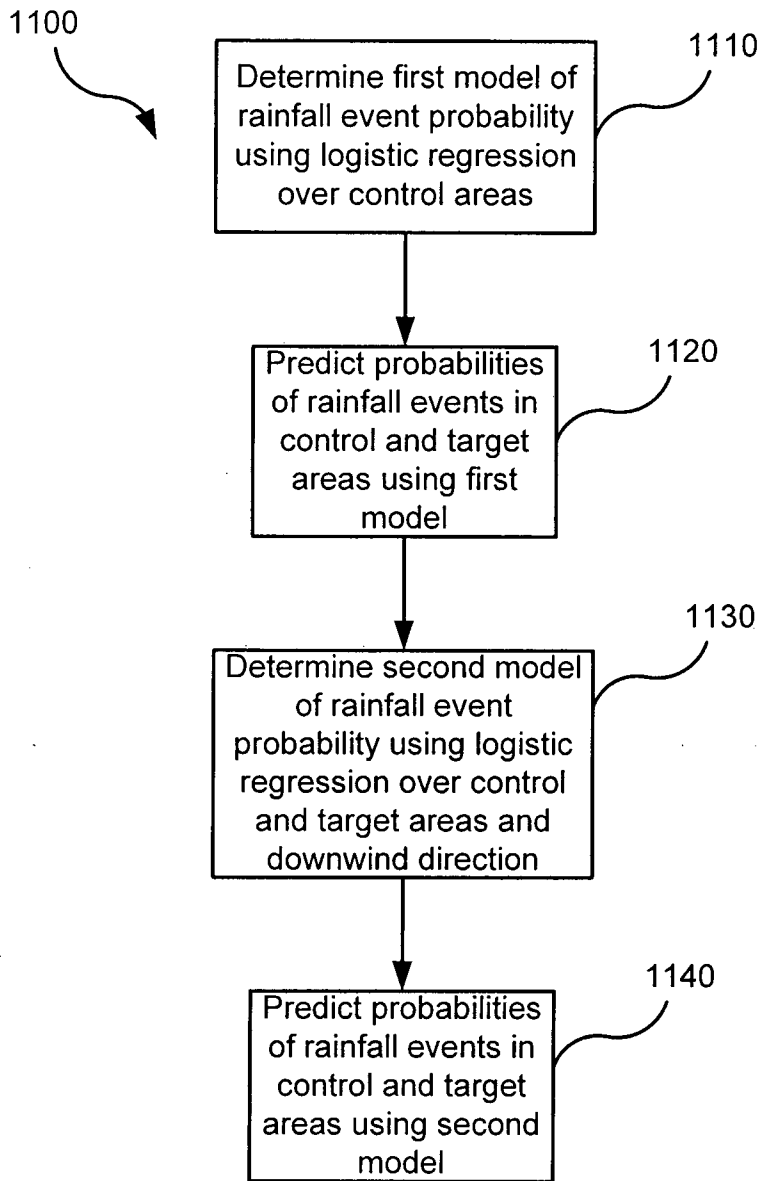 1100
1110
Determine first model of
rainfall event probability
using logistic regression
over control areas
1120
Predict probabilities
of rainfall events in
control and target
areas using first
model
1130
Determine second model
of rainfall event
probability using logistic
regression over control
and target areas and
downwind direction
1140
Predict probabilities
of rainfall events in
control and target
areas using second
model